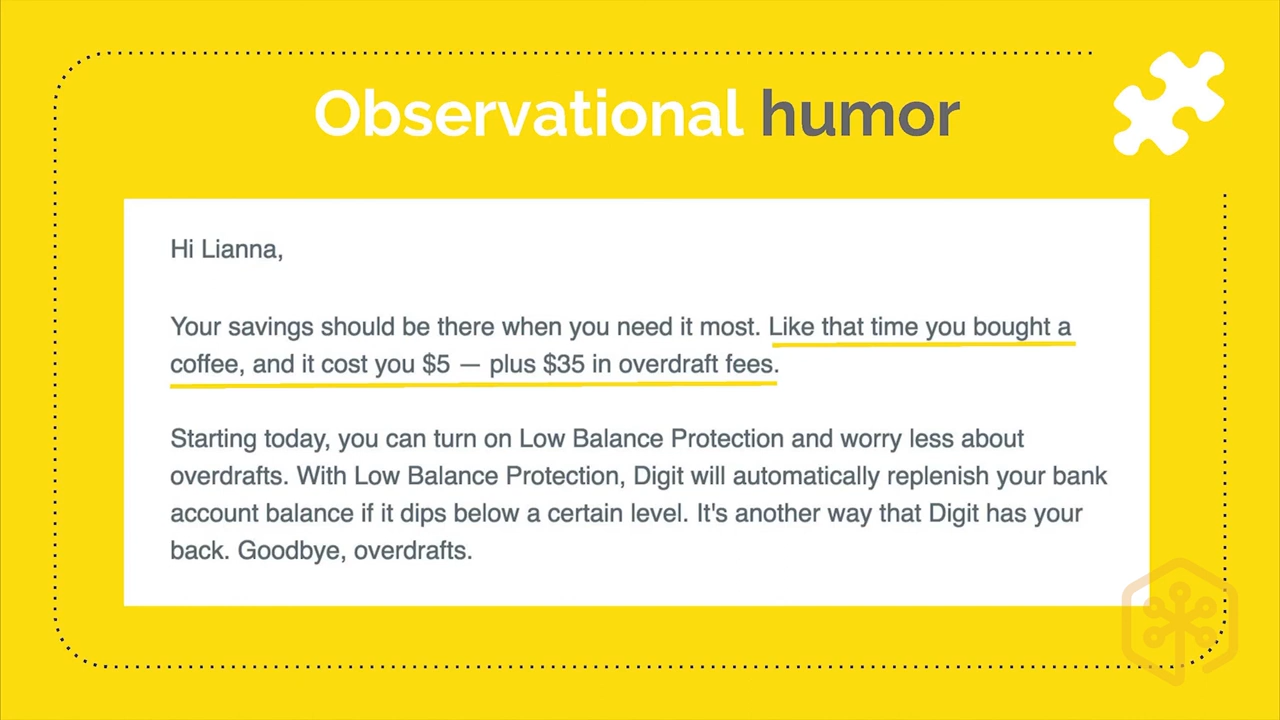 Observational humor
Hi Lianna,
Your savings should be there when you need it most. Like that time you bought a
coffee, and it cost you $5 — plus $35 in overdraft fees.
Starting today, you can turn on Low Balance Protection and worry less about
overdrafts. With Low Balance Protection, Digit will automatically replenish your bank
account balance if it dips below a certain level. It's another way that Digit has your
back. Goodbye, overdrafts.